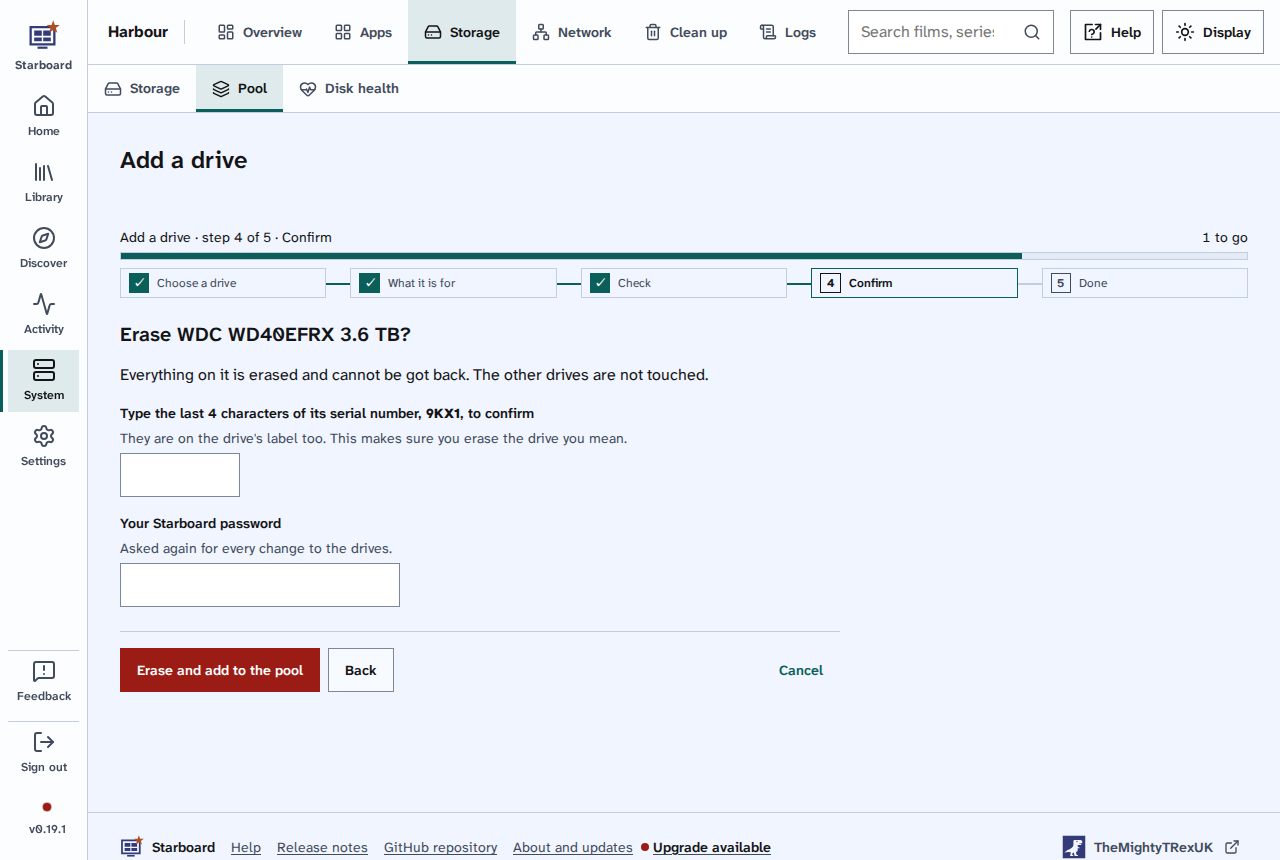 Starboard
Home
Library
Discover
Activity
System
Settings
Feedback
Sign out
v0.19.1
Harbour
Overview
Apps
Storage
Network
Clean up
Logs
Search films, series
Help
Display
Storage
Pool
Disk health
Add a drive
Add a drive · step 4 of 5 · Confirm
1 to go
✓ Choose a drive
✓ What it is for
✓ Check
4 Confirm
5 Done
Erase WDC WD40EFRX 3.6 TB?
Everything on it is erased and cannot be got back. The other drives are not touched.
Type the last 4 characters of its serial number, 9KX1, to confirm
They are on the drive's label too. This makes sure you erase the drive you mean.
Your Starboard password
Asked again for every change to the drives.
Erase and add to the pool
Back
Cancel
Starboard
Help
Release notes
GitHub repository
About and updates
Upgrade available
TheMightyTRexUK